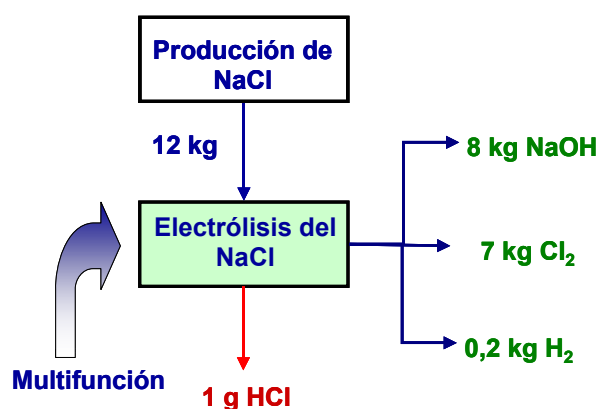 Producción de
NaCl
12 kg
8 kg NaOH
Electrólisis del
NaCl
7 kg Cl₂
0,2 kg H₂
Multifunción
1 g HCl